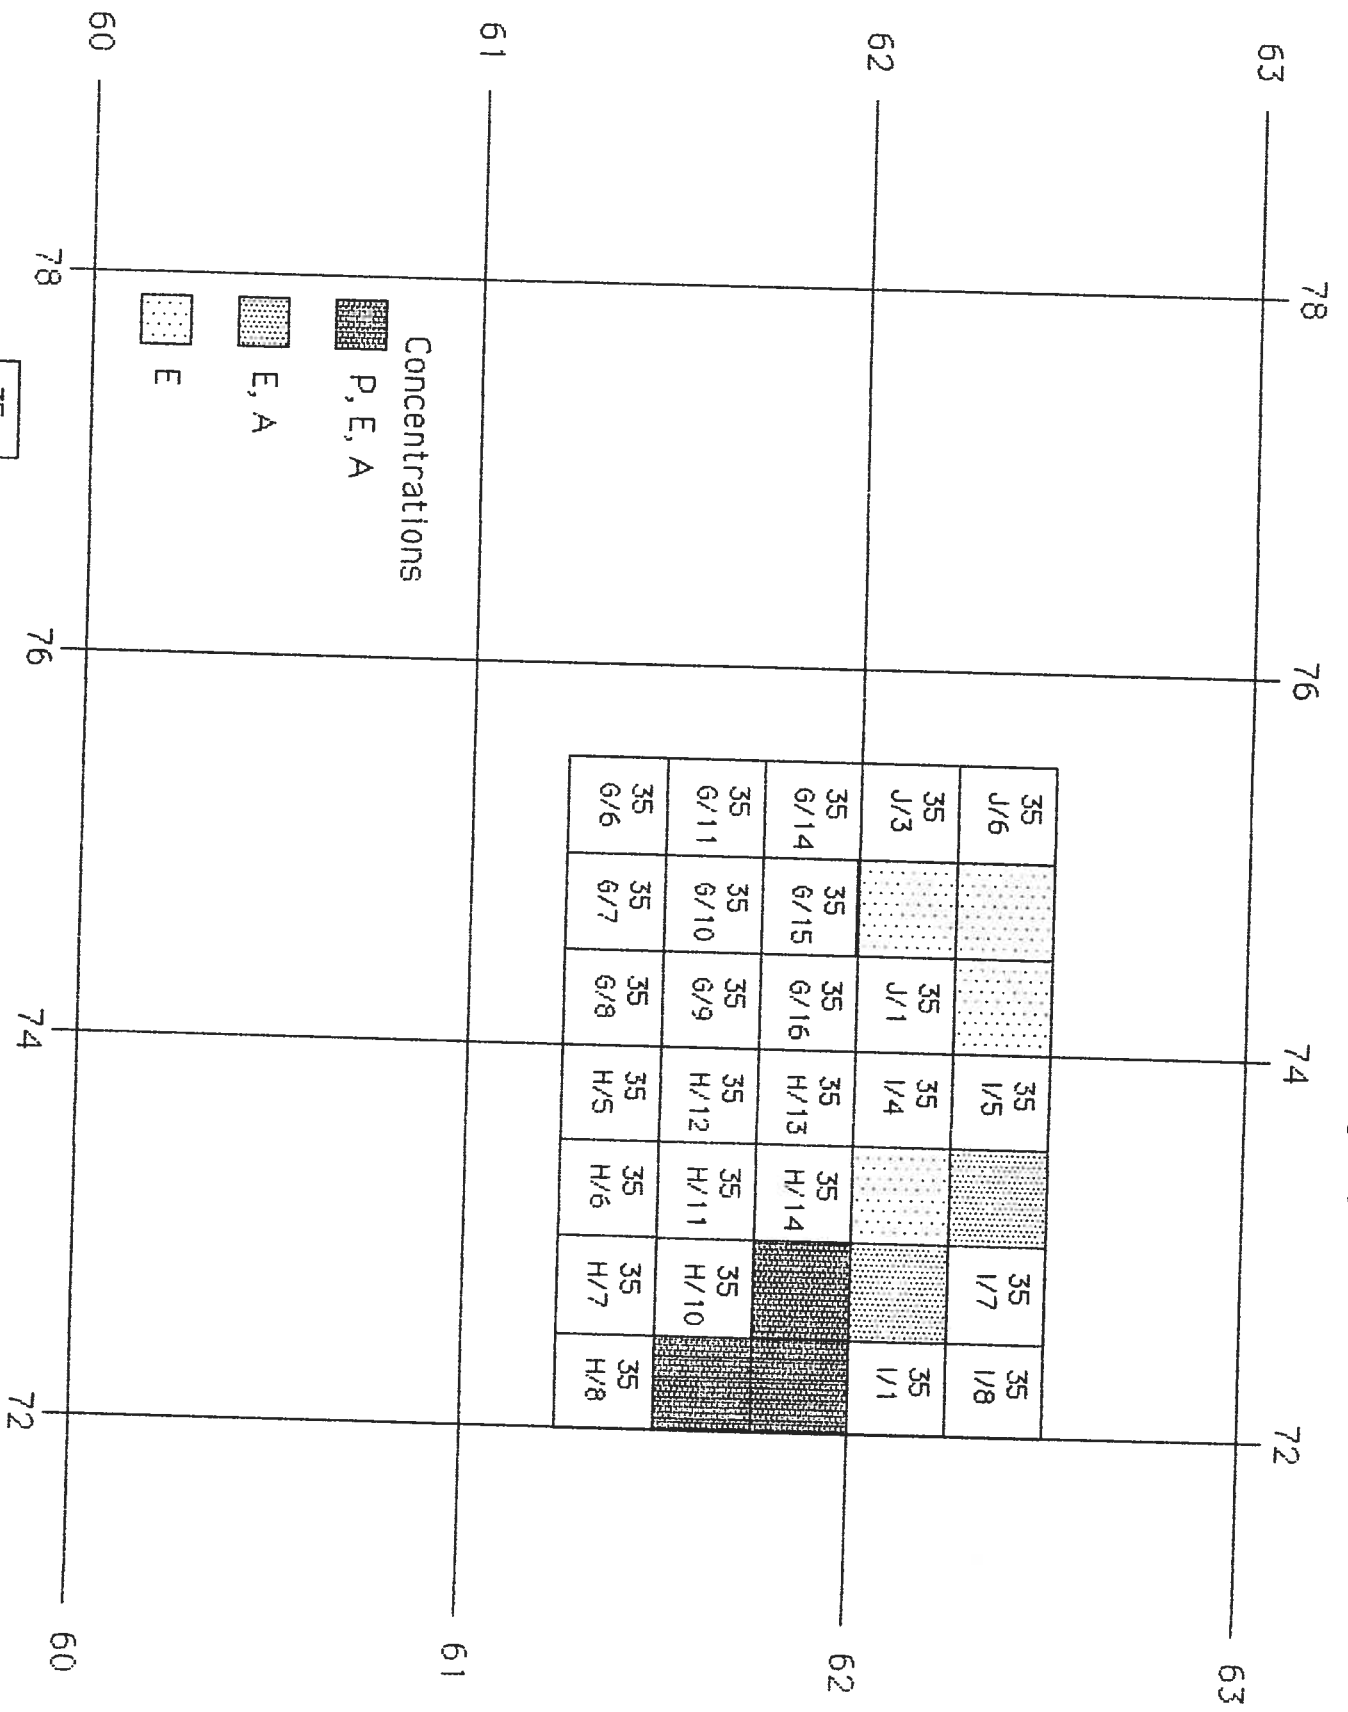 78
76
74
72
63
63
35
J/6
35
I/5
35
I/7
35
I/8
35
J/3
35
J/1
35
I/4
35
I/1
62
62
35
G/14
35
G/15
35
G/16
35
H/13
35
H/14
35
G/11
35
G/10
35
G/9
35
H/12
35
H/11
35
H/10
35
G/6
35
G/7
35
G/8
35
H/5
35
H/6
35
H/7
35
H/8
61
61
Concentrations
P, E, A
E, A
E
60
60
78
76
74
72